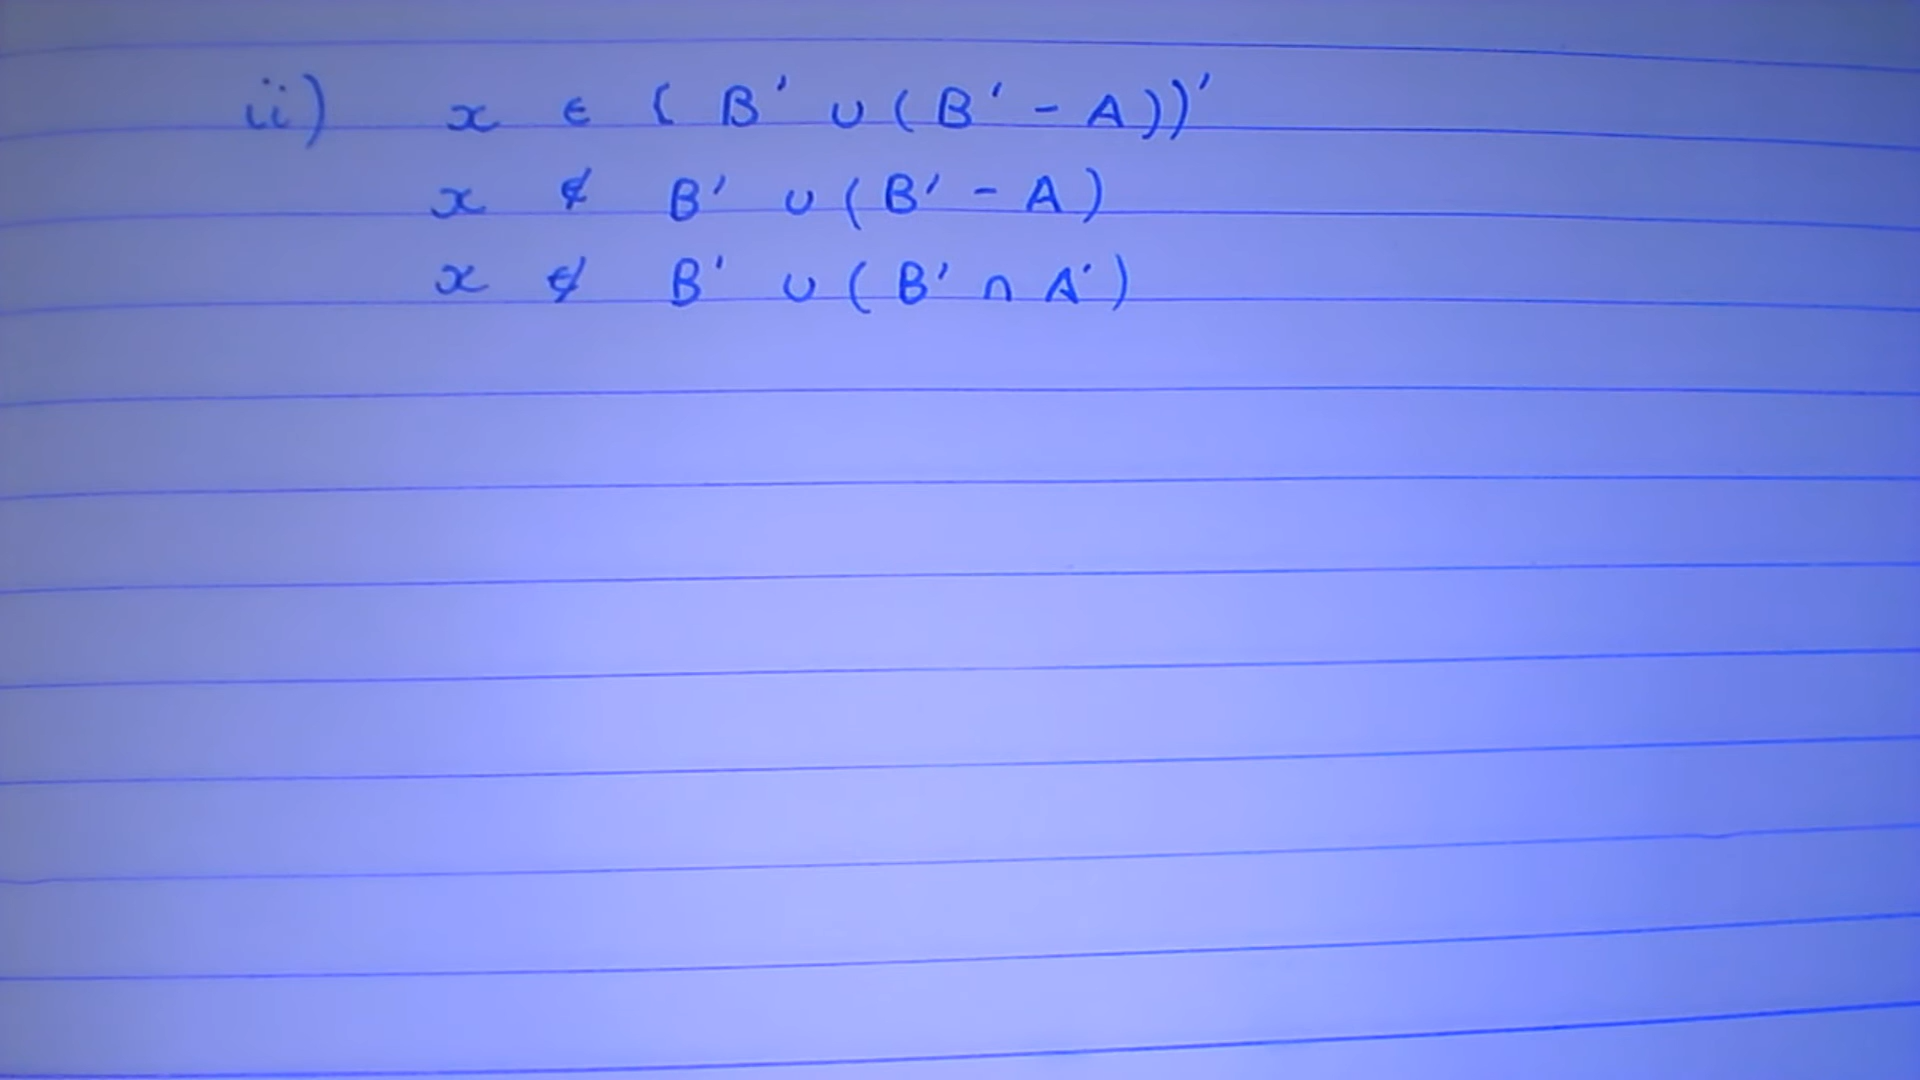 ii) x ∈ ( B' ∪ ( B' - A ))'
x ∉ B' ∪ ( B' - A )
x ∉ B' ∪ ( B' ∩ A' )